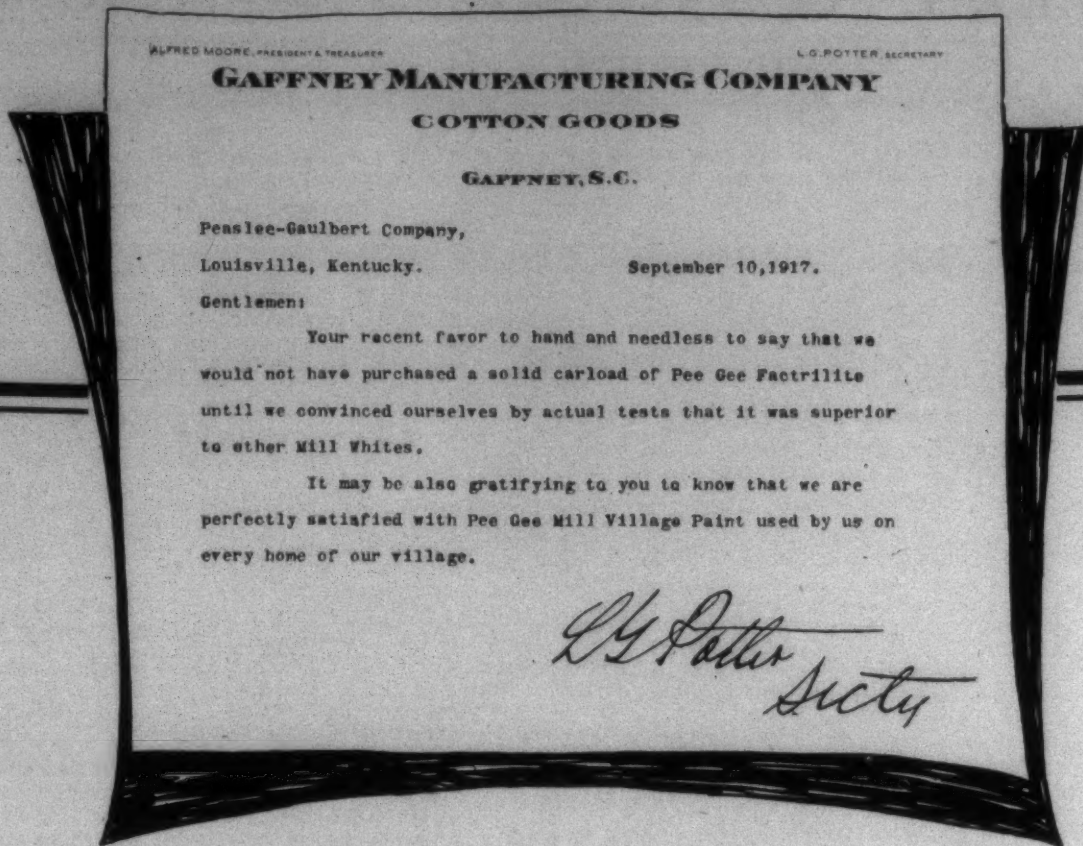 ALFRED MOORE, PRESIDENT & TREASURER L.G. POTTER, SECRETARY
GAFFNEY MANUFACTURING COMPANY
COTTON GOODS
GAFFNEY, S.C.
Peaslee-Gaulbert Company,
Louisville, Kentucky. September 10,1917.
Gentlemen:
Your recent favor to hand and needless to say that we
would not have purchased a solid carload of Pee Gee Factrilite
until we convinced ourselves by actual tests that it was superior
to other Mill Whites.
It may be also gratifying to you to know that we are
perfectly satisfied with Pee Gee Mill Village Paint used by us on
every home of our village.
LG Potter
Secty